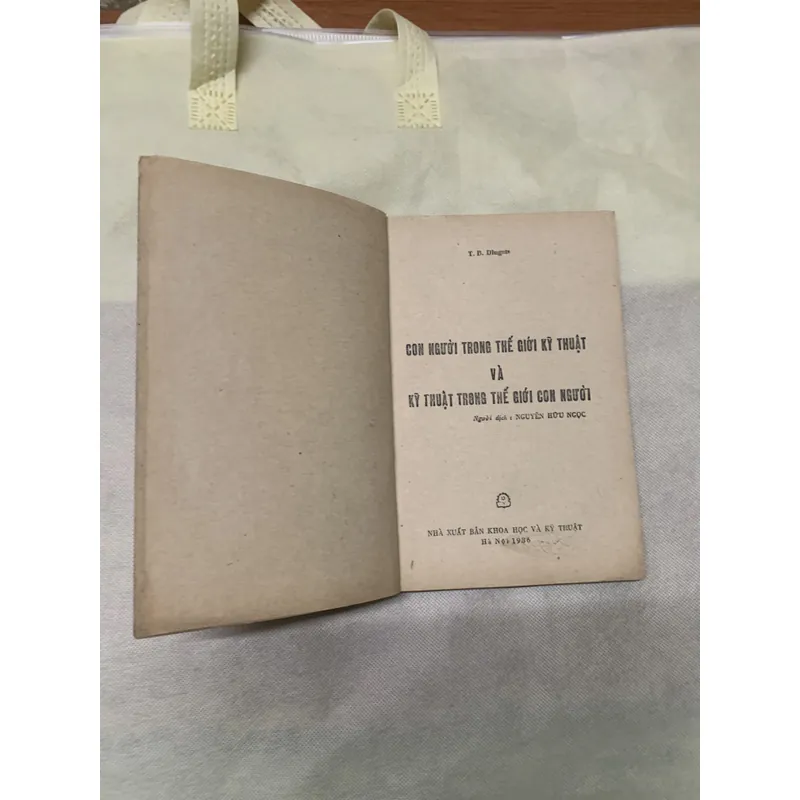 T. D. Dlugats
CON NGƯỜI TRONG THẾ GIỚI KỸ THUẬT
VÀ
KỸ THUẬT TRONG THẾ GIỚI CON NGƯỜI
Người dịch : NGUYỄN HỮU NGỌC
NHÀ XUẤT BẢN KHOA HỌC VÀ KỸ THUẬT
Hà Nội 1986